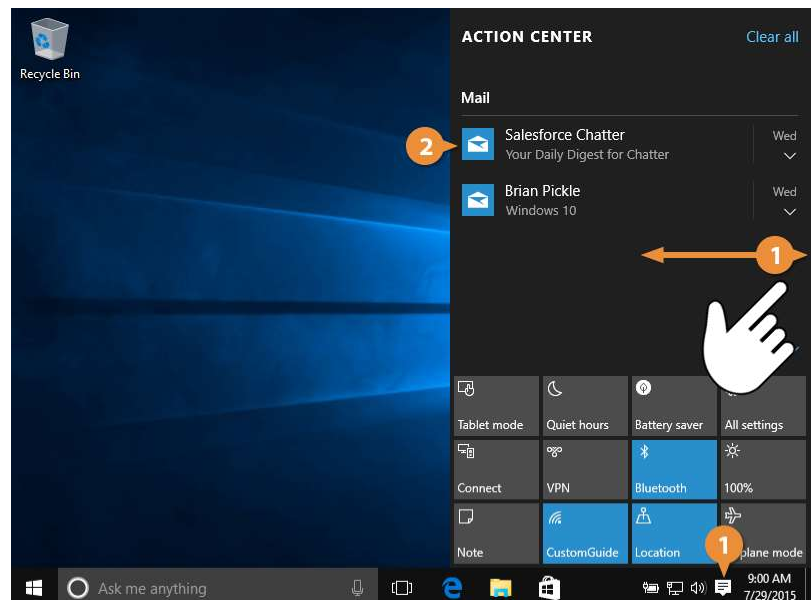 Recycle Bin
ACTION CENTER
Clear all
Mail
Salesforce Chatter
Wed
2
Your Daily Digest for Chatter
Brian Pickle
Wed
Windows 10
1
Tablet mode
Quiet hours
Battery saver
All settings
Connect
VPN
Bluetooth
100%
Note
CustomGuide
Location
plane mode
1
Ask me anything
9:00 AM
7/29/2015